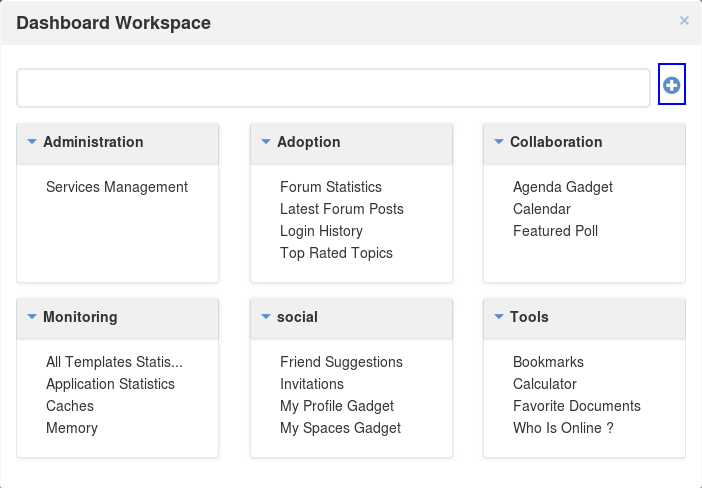 Dashboard Workspace
Administration
Services Management
Adoption
Forum Statistics
Latest Forum Posts
Login History
Top Rated Topics
Collaboration
Agenda Gadget
Calendar
Featured Poll
Monitoring
All Templates Statis...
Application Statistics
Caches
Memory
social
Friend Suggestions
Invitations
My Profile Gadget
My Spaces Gadget
Tools
Bookmarks
Calculator
Favorite Documents
Who Is Online ?